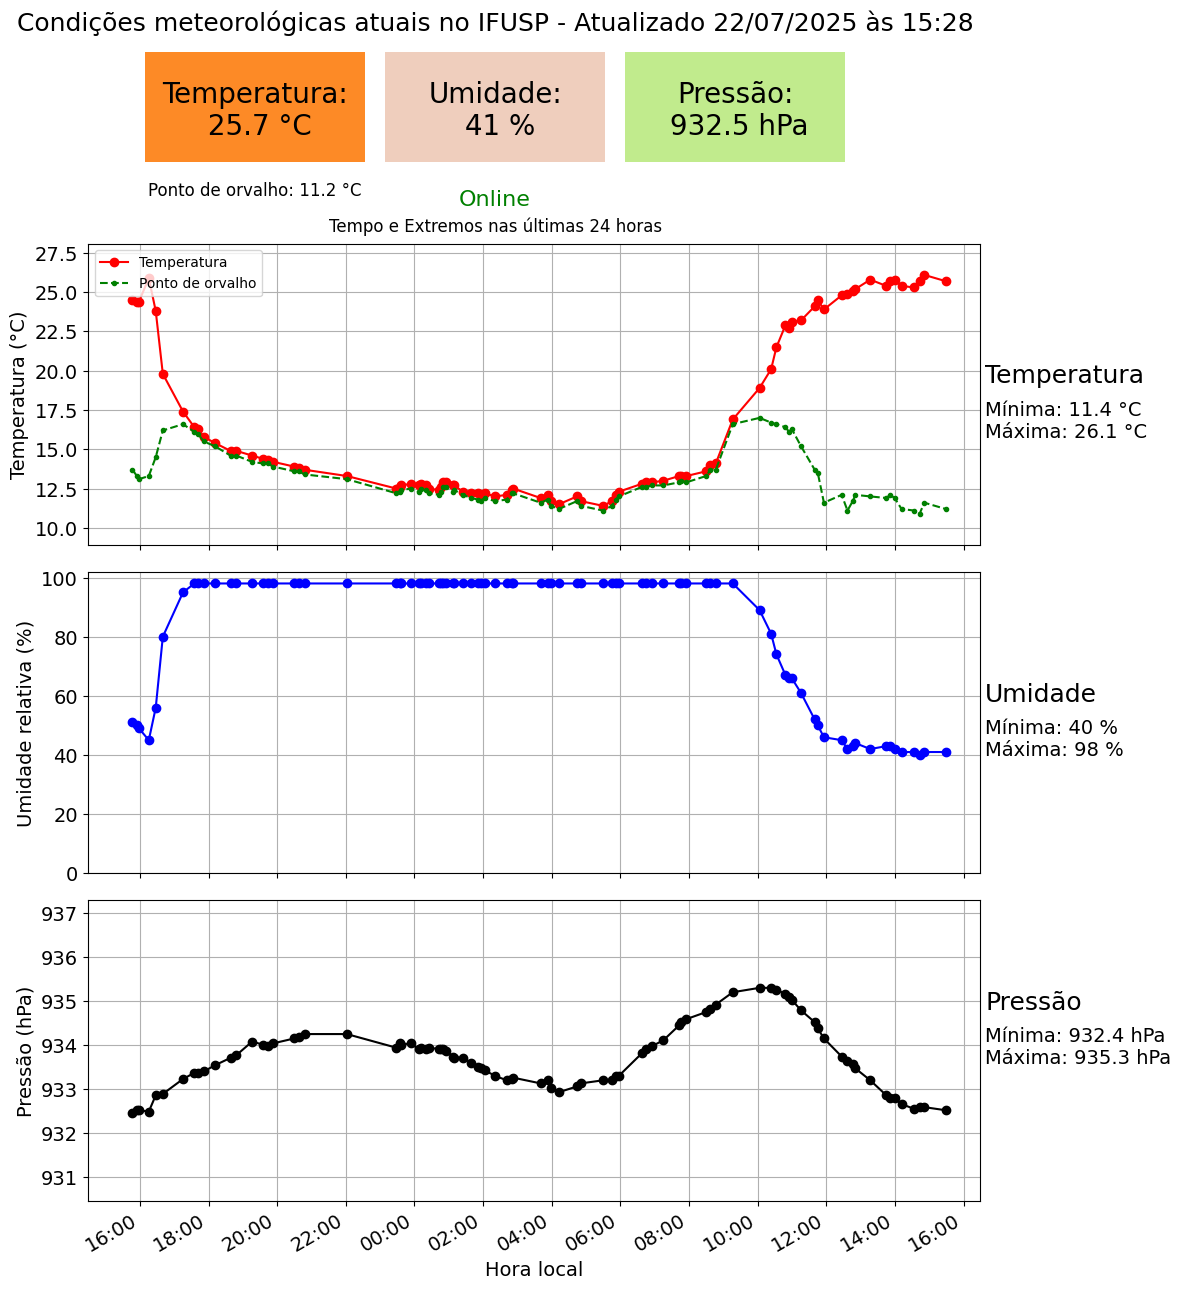 Condições meteorológicas atuais no IFUSP - Atualizado 22/07/2025 às 15:28
Temperatura:
25.7 °C
Umidade:
41 %
Pressão:
932.5 hPa
Ponto de orvalho: 11.2 °C
Online
Tempo e Extremos nas últimas 24 horas
Temperatura (°C)
27.5
25.0
22.5
20.0
17.5
15.0
12.5
10.0
Temperatura
Ponto de orvalho
Temperatura
Mínima: 11.4 °C
Máxima: 26.1 °C
Umidade relativa (%)
100
80
60
40
20
0
Umidade
Mínima: 40 %
Máxima: 98 %
Pressão (hPa)
937
936
935
934
933
932
931
Pressão
Mínima: 932.4 hPa
Máxima: 935.3 hPa
16:00 18:00 20:00 22:00 00:00 02:00 04:00 06:00 08:00 10:00 12:00 14:00 16:00
Hora local